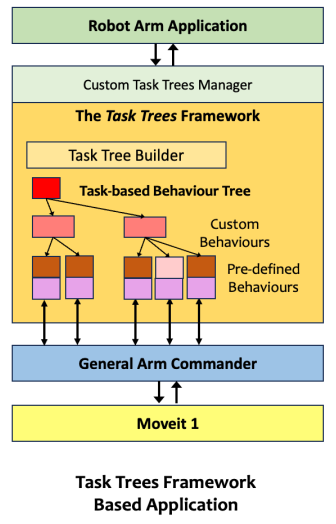 Robot Arm Application
Custom Task Trees Manager
The Task Trees Framework
Task Tree Builder
Task-based Behaviour Tree
Custom
Behaviours
Pre-defined
Behaviours
General Arm Commander
Moveit 1
Task Trees Framework
Based Application